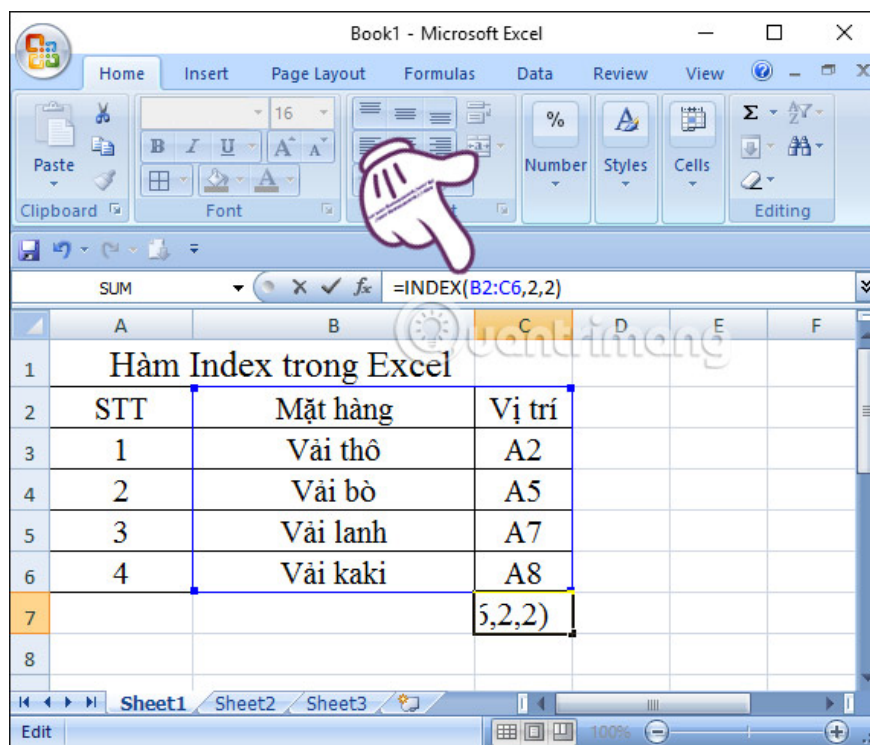 Book1 - Microsoft Excel
Home Insert Page Layout Formulas Data Review View
Paste
16
B I U A A
A
%
Number
Styles
Cells
Σ
Clipboard
Font
Editing
SUM
fx
=INDEX(B2:C6,2,2)
Quantrimang
A B C D E F
1 Hàm Index trong Excel
2 STT Mặt hàng Vị trí
3 1 Vải thô A2
4 2 Vải bò A5
5 3 Vải lanh A7
6 4 Vải kaki A8
7 5,2,2)
8
Sheet1 Sheet2 Sheet3
Edit 100%